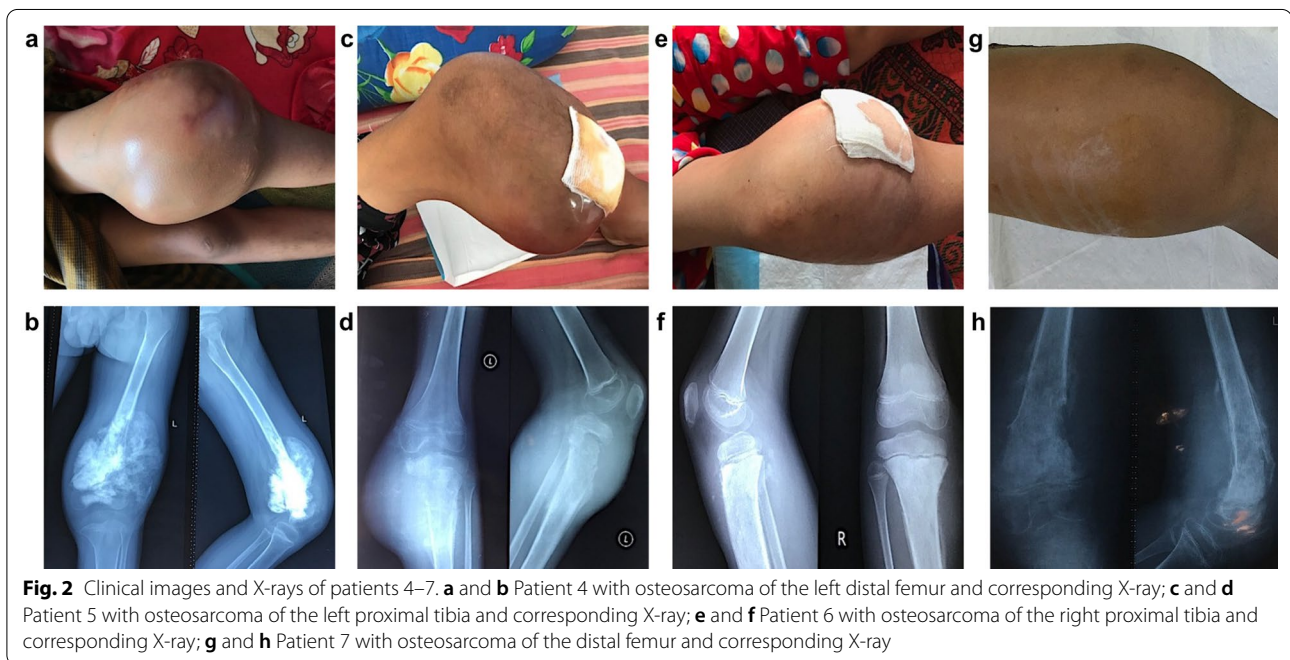 a
c
e
g
b
L
L
d
L
L
f
R
h
L
Fig. 2 Clinical images and X-rays of patients 4–7. a and b Patient 4 with osteosarcoma of the left distal femur and corresponding X-ray; c and d
Patient 5 with osteosarcoma of the left proximal tibia and corresponding X-ray; e and f Patient 6 with osteosarcoma of the right proximal tibia and
corresponding X-ray; g and h Patient 7 with osteosarcoma of the distal femur and corresponding X-ray